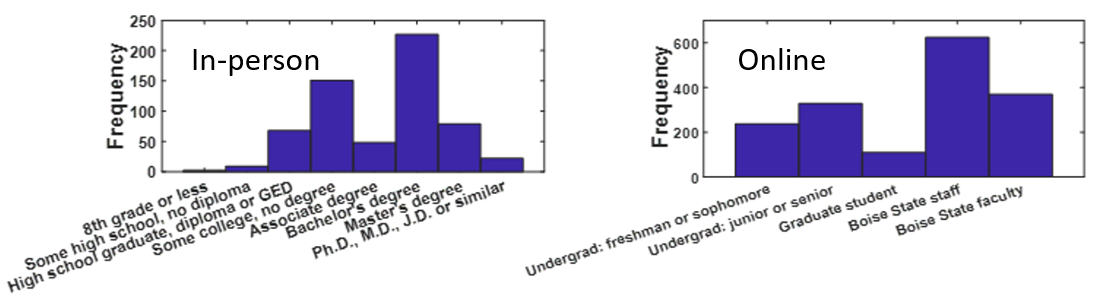 In-person
Frequency
250
200
150
100
50
0
8th grade or less
Some high school, no diploma
High school graduate, diploma or GED
Some college, no degree
Associate degree
Bachelor's degree
Master's degree
Ph.D., M.D., J.D. or similar
Online
Frequency
600
400
200
0
Undergrad: freshman or sophomore
Undergrad: junior or senior
Graduate student
Boise State staff
Boise State faculty